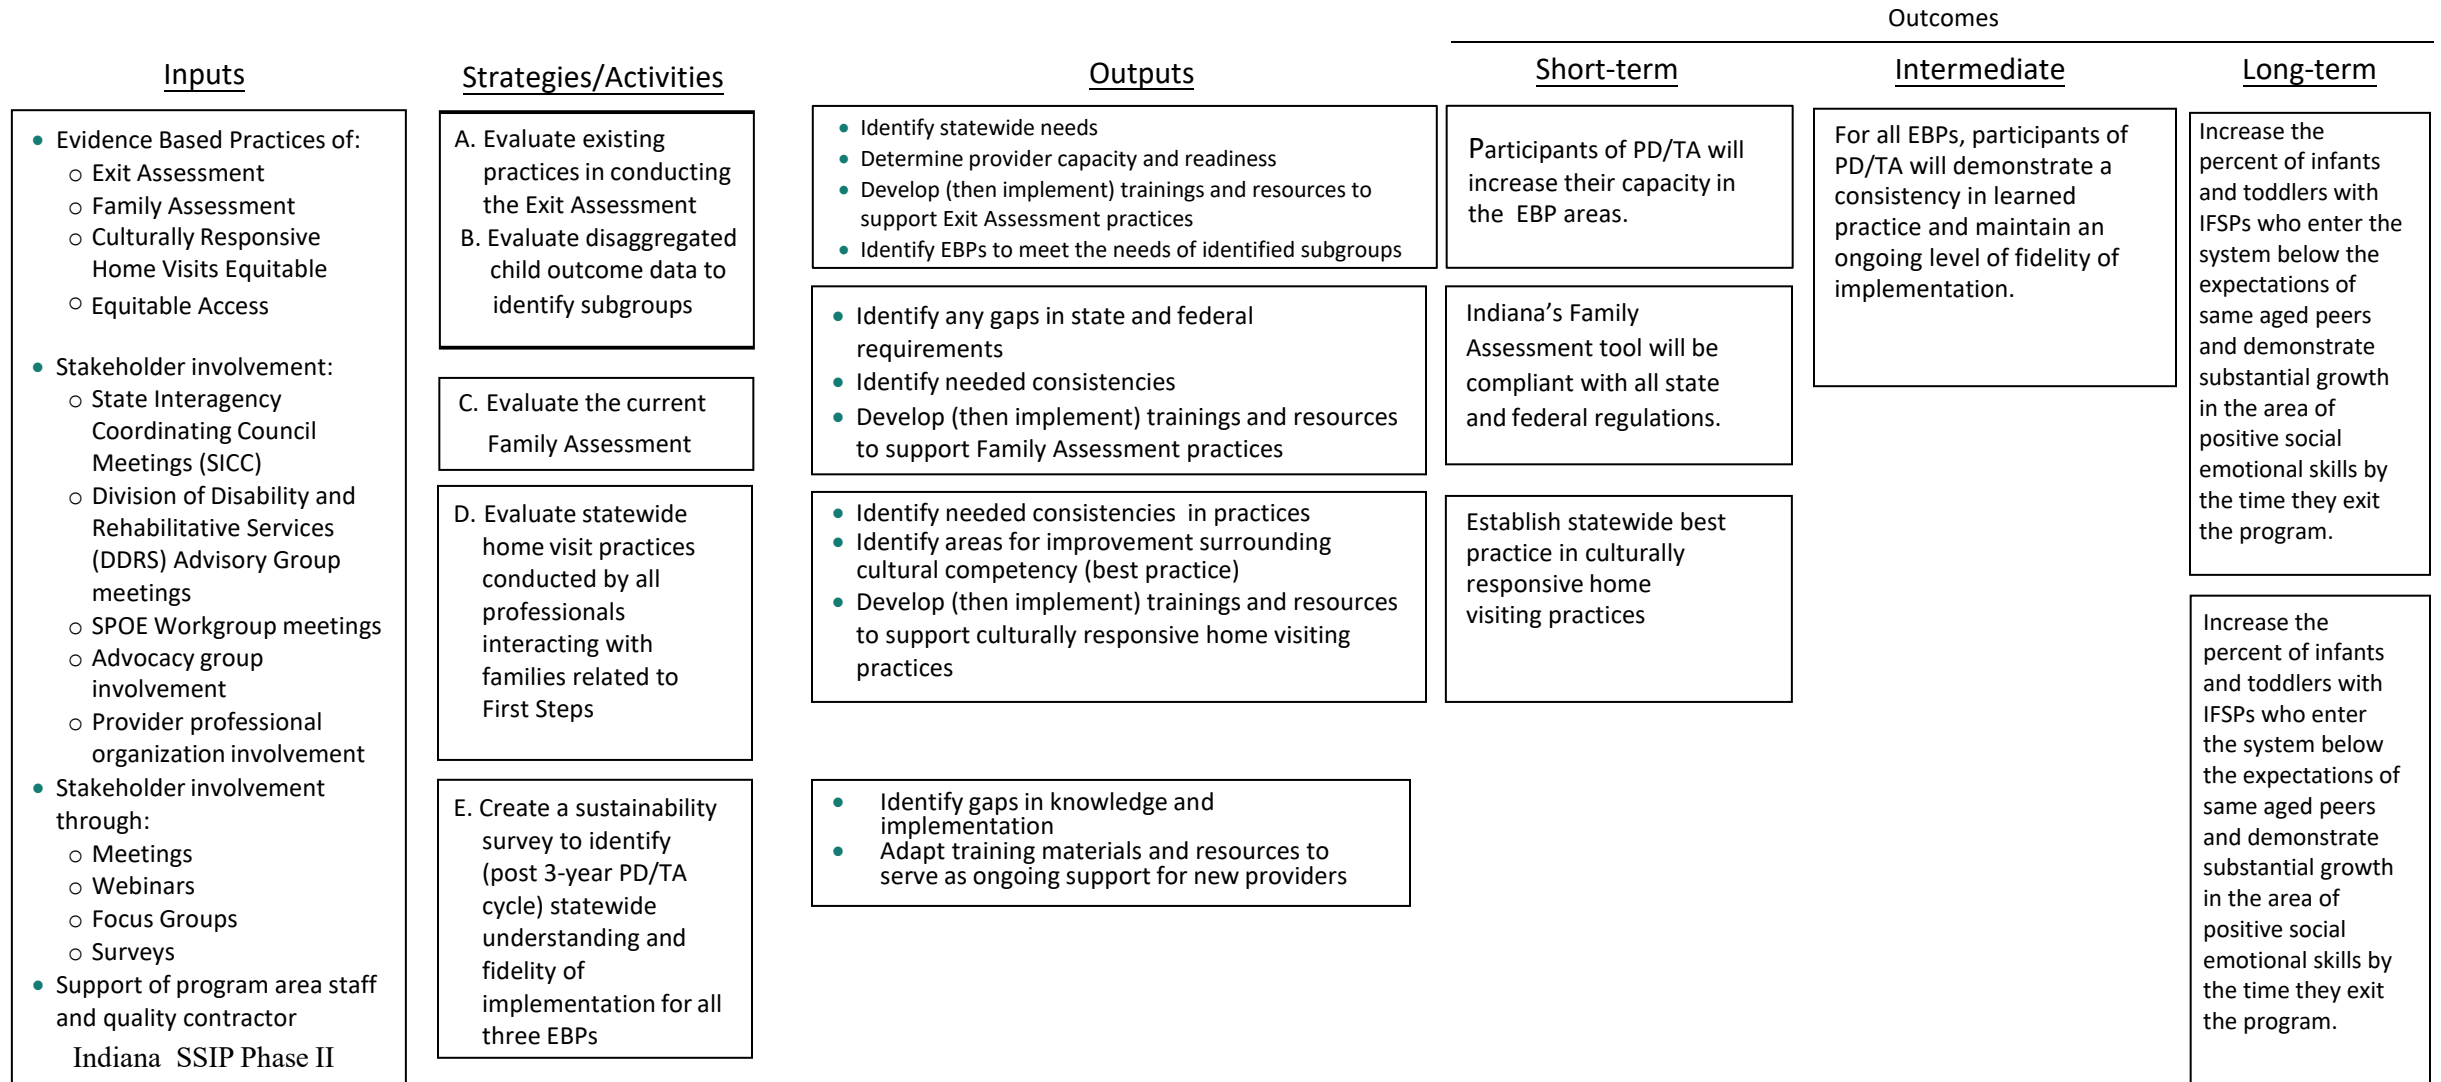 Outcomes
Inputs
Strategies/Activities
Outputs
Short-term
Intermediate
Long-term
• Evidence Based Practices of:
o Exit Assessment
o Family Assessment
o Culturally Responsive
Home Visits Equitable
o Equitable Access
• Stakeholder involvement:
o State Interagency
Coordinating Council
Meetings (SICC)
o Division of Disability and
Rehabilitative Services
(DDRS) Advisory Group
meetings
o SPOE Workgroup meetings
o Advocacy group
involvement
o Provider professional
organization involvement
• Stakeholder involvement
through:
o Meetings
o Webinars
o Focus Groups
o Surveys
• Support of program area staff
and quality contractor
Indiana SSIP Phase II
A. Evaluate existing
practices in conducting
the Exit Assessment
B. Evaluate disaggregated
child outcome data to
identify subgroups
C. Evaluate the current
Family Assessment
D. Evaluate statewide
home visit practices
conducted by all
professionals
interacting with
families related to
First Steps
E. Create a sustainability
survey to identify
(post 3-year PD/TA
cycle) statewide
understanding and
fidelity of
implementation for all
three EBPs
• Identify statewide needs
• Determine provider capacity and readiness
• Develop (then implement) trainings and resources to
support Exit Assessment practices
• Identify EBPs to meet the needs of identified subgroups
• Identify any gaps in state and federal
requirements
• Identify needed consistencies
• Develop (then implement) trainings and resources
to support Family Assessment practices
• Identify needed consistencies in practices
• Identify areas for improvement surrounding
cultural competency (best practice)
• Develop (then implement) trainings and resources
to support culturally responsive home visiting
practices
• Identify gaps in knowledge and
implementation
• Adapt training materials and resources to
serve as ongoing support for new providers
Participants of PD/TA will
increase their capacity in
the EBP areas.
Indiana’s Family
Assessment tool will be
compliant with all state
and federal regulations.
Establish statewide best
practice in culturally
responsive home
visiting practices
For all EBPs, participants of
PD/TA will demonstrate a
consistency in learned
practice and maintain an
ongoing level of fidelity of
implementation.
Increase the
percent of infants
and toddlers with
IFSPs who enter the
system below the
expectations of
same aged peers
and demonstrate
substantial growth
in the area of
positive social
emotional skills by
the time they exit
the program.
Increase the
percent of infants
and toddlers with
IFSPs who enter
the system below
the expectations of
same aged peers
and demonstrate
substantial growth
in the area of
positive social
emotional skills by
the time they exit
the program.